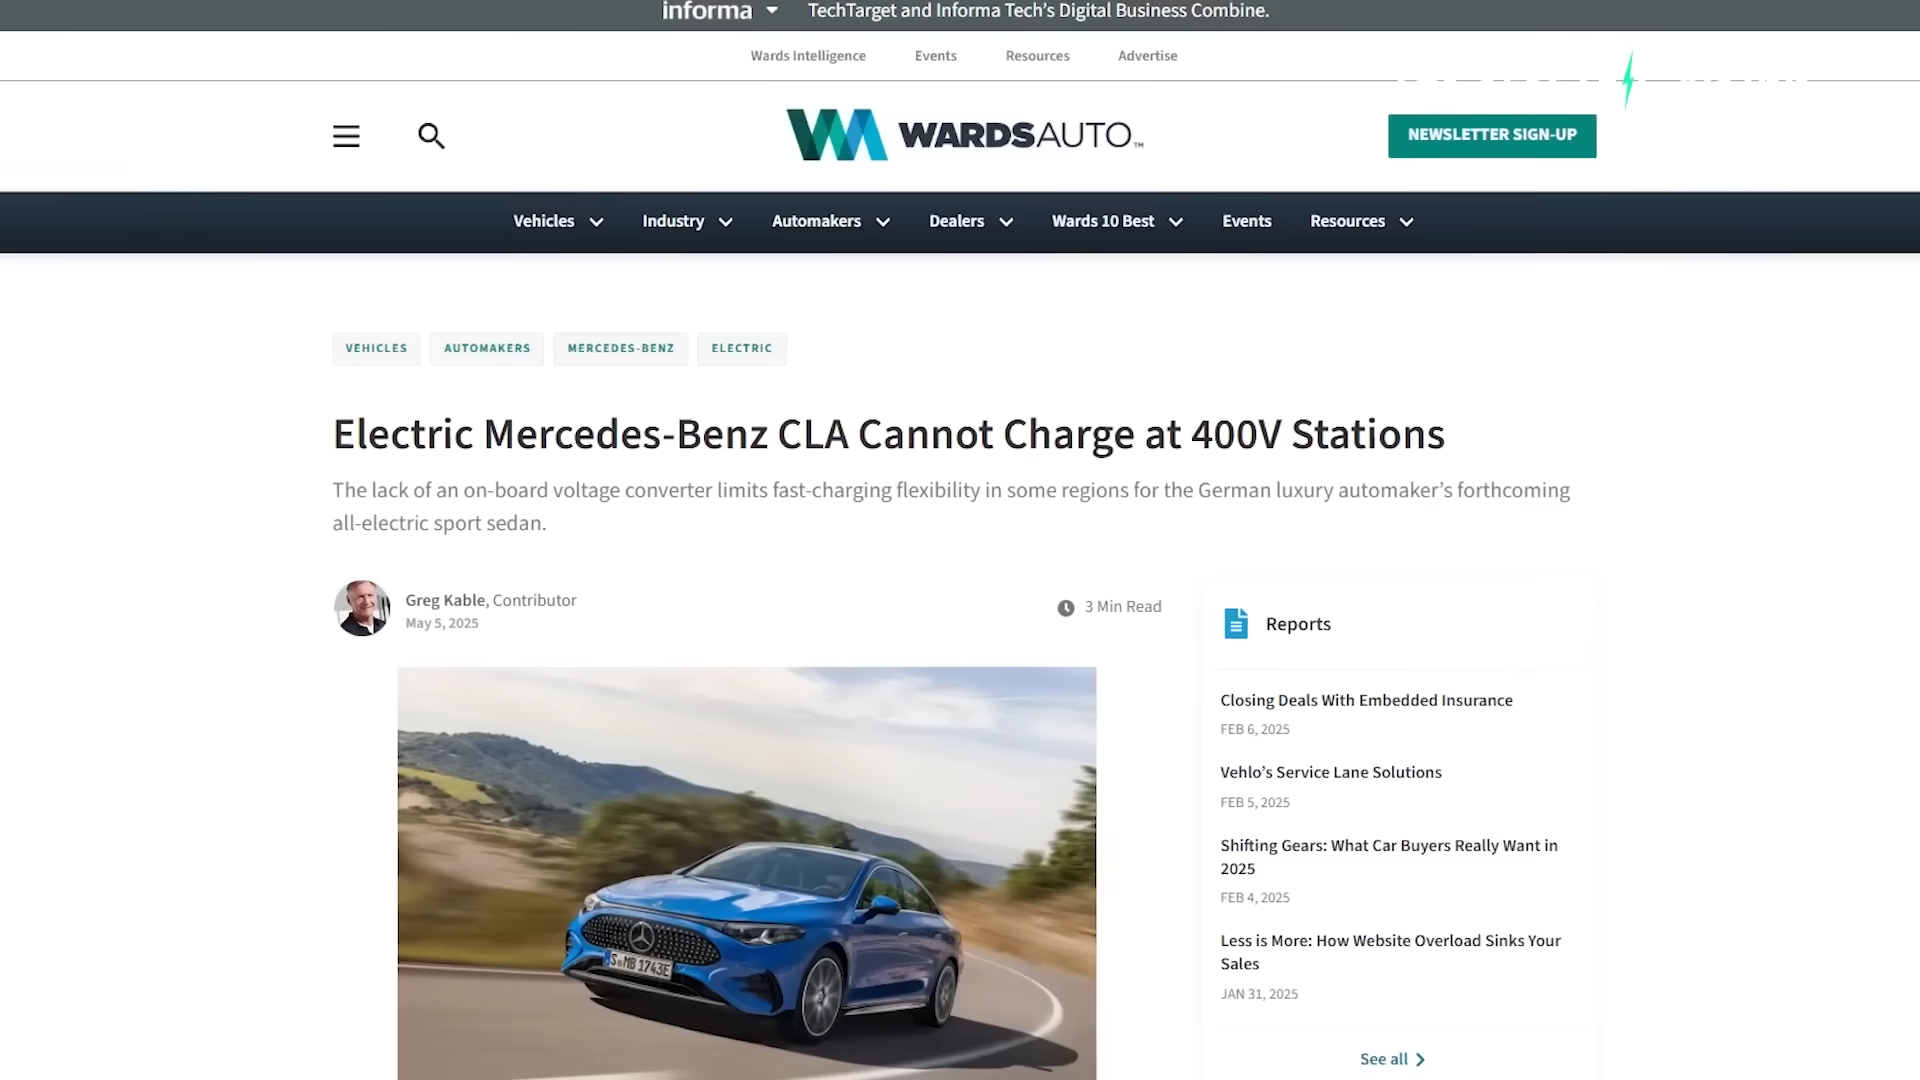 informa
TechTarget and Informa Tech's Digital Business Combine.
Wards Intelligence
Events
Resources
Advertise
WARDSAUTO™
NEWSLETTER SIGN-UP
Vehicles
Industry
Automakers
Dealers
Wards 10 Best
Events
Resources
VEHICLES
AUTOMAKERS
MERCEDES-BENZ
ELECTRIC
Electric Mercedes-Benz CLA Cannot Charge at 400V Stations
The lack of an on-board voltage converter limits fast-charging flexibility in some regions for the German luxury automaker's forthcoming
all-electric sport sedan.
Greg Kable, Contributor
May 5, 2025
3 Min Read
S MB 1743E
Reports
Closing Deals With Embedded Insurance
FEB 6, 2025
Vehlo's Service Lane Solutions
FEB 5, 2025
Shifting Gears: What Car Buyers Really Want in
2025
FEB 4, 2025
Less is More: How Website Overload Sinks Your
Sales
JAN 31, 2025
See all